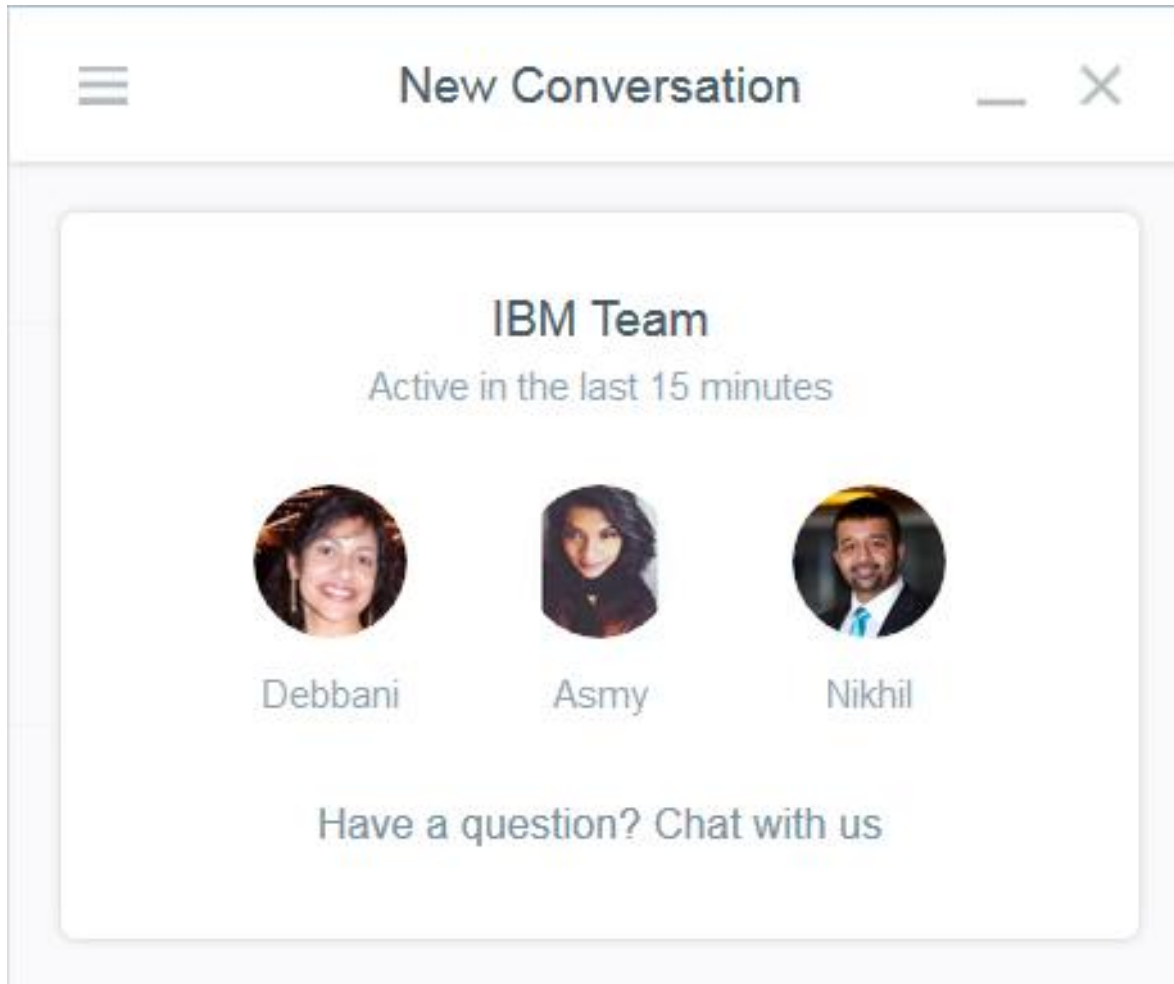 New Conversation
IBM Team
Active in the last 15 minutes
Debbani Asmy Nikhil
Have a question? Chat with us